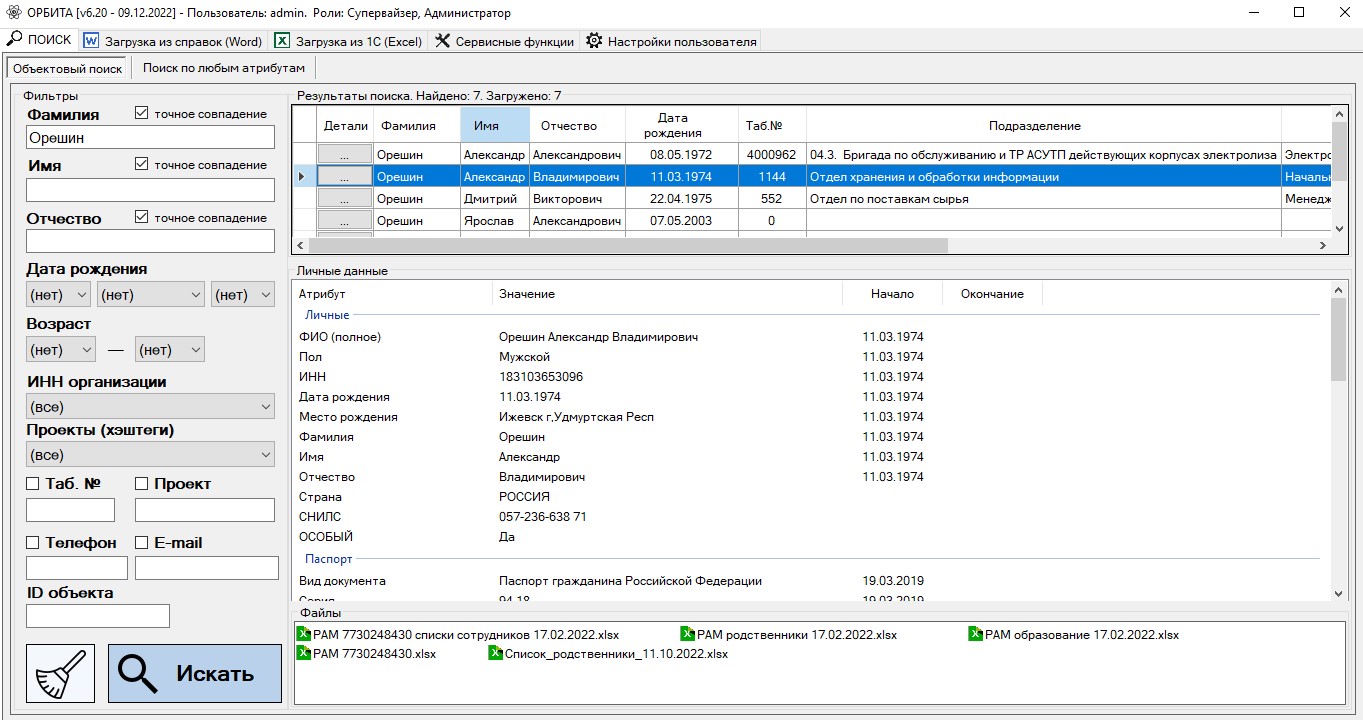 ОРБИТА [v6.20 - 09.12.2022] - Пользователь: admin. Роли: Супервайзер, Администратор
ПОИСК Загрузка из справок (Word) Загрузка из 1С (Excel) Сервисные функции Настройки пользователя
Объектовый поиск Поиск по любым атрибутам
Фильтры
Фамилия точное совпадение
Орешин
Имя точное совпадение
Отчество точное совпадение
Дата рождения
(нет) (нет) (нет)
Возраст
(нет) — (нет)
ИНН организации
(все)
Проекты (хэштеги)
(все)
Таб. № Проект
Телефон E-mail
ID объекта
Искать
Результаты поиска. Найдено: 7. Загружено: 7
Детали Фамилия Имя Отчество Дата рождения Таб.№ Подразделение
... Орешин Александр Александрович 08.05.1972 4000962 04.3. Бригада по обслуживанию и ТР АСУТП действующих корпусах электролиза Электро
... Орешин Александр Владимирович 11.03.1974 1144 Отдел хранения и обработки информации Началь
... Орешин Дмитрий Викторович 22.04.1975 552 Отдел по поставкам сырья Менедж
... Орешин Ярослав Александрович 07.05.2003 0
Личные данные
Атрибут Значение Начало Окончание
Личные
ФИО (полное) Орешин Александр Владимирович 11.03.1974
Пол Мужской 11.03.1974
ИНН 183103653096 11.03.1974
Дата рождения 11.03.1974 11.03.1974
Место рождения Ижевск г,Удмуртская Респ 11.03.1974
Фамилия Орешин 11.03.1974
Имя Александр 11.03.1974
Отчество Владимирович 11.03.1974
Страна РОССИЯ
СНИЛС 057-236-638 71
ОСОБЫЙ Да
Паспорт
Вид документа Паспорт гражданина Российской Федерации 19.03.2019
Серия 94 18 19.03.2019
Файлы
РАМ 7730248430 списки сотрудников 17.02.2022.xlsx РАМ родственники 17.02.2022.xlsx РАМ образование 17.02.2022.xlsx
РАМ 7730248430.xlsx Список_родственники_11.10.2022.xlsx